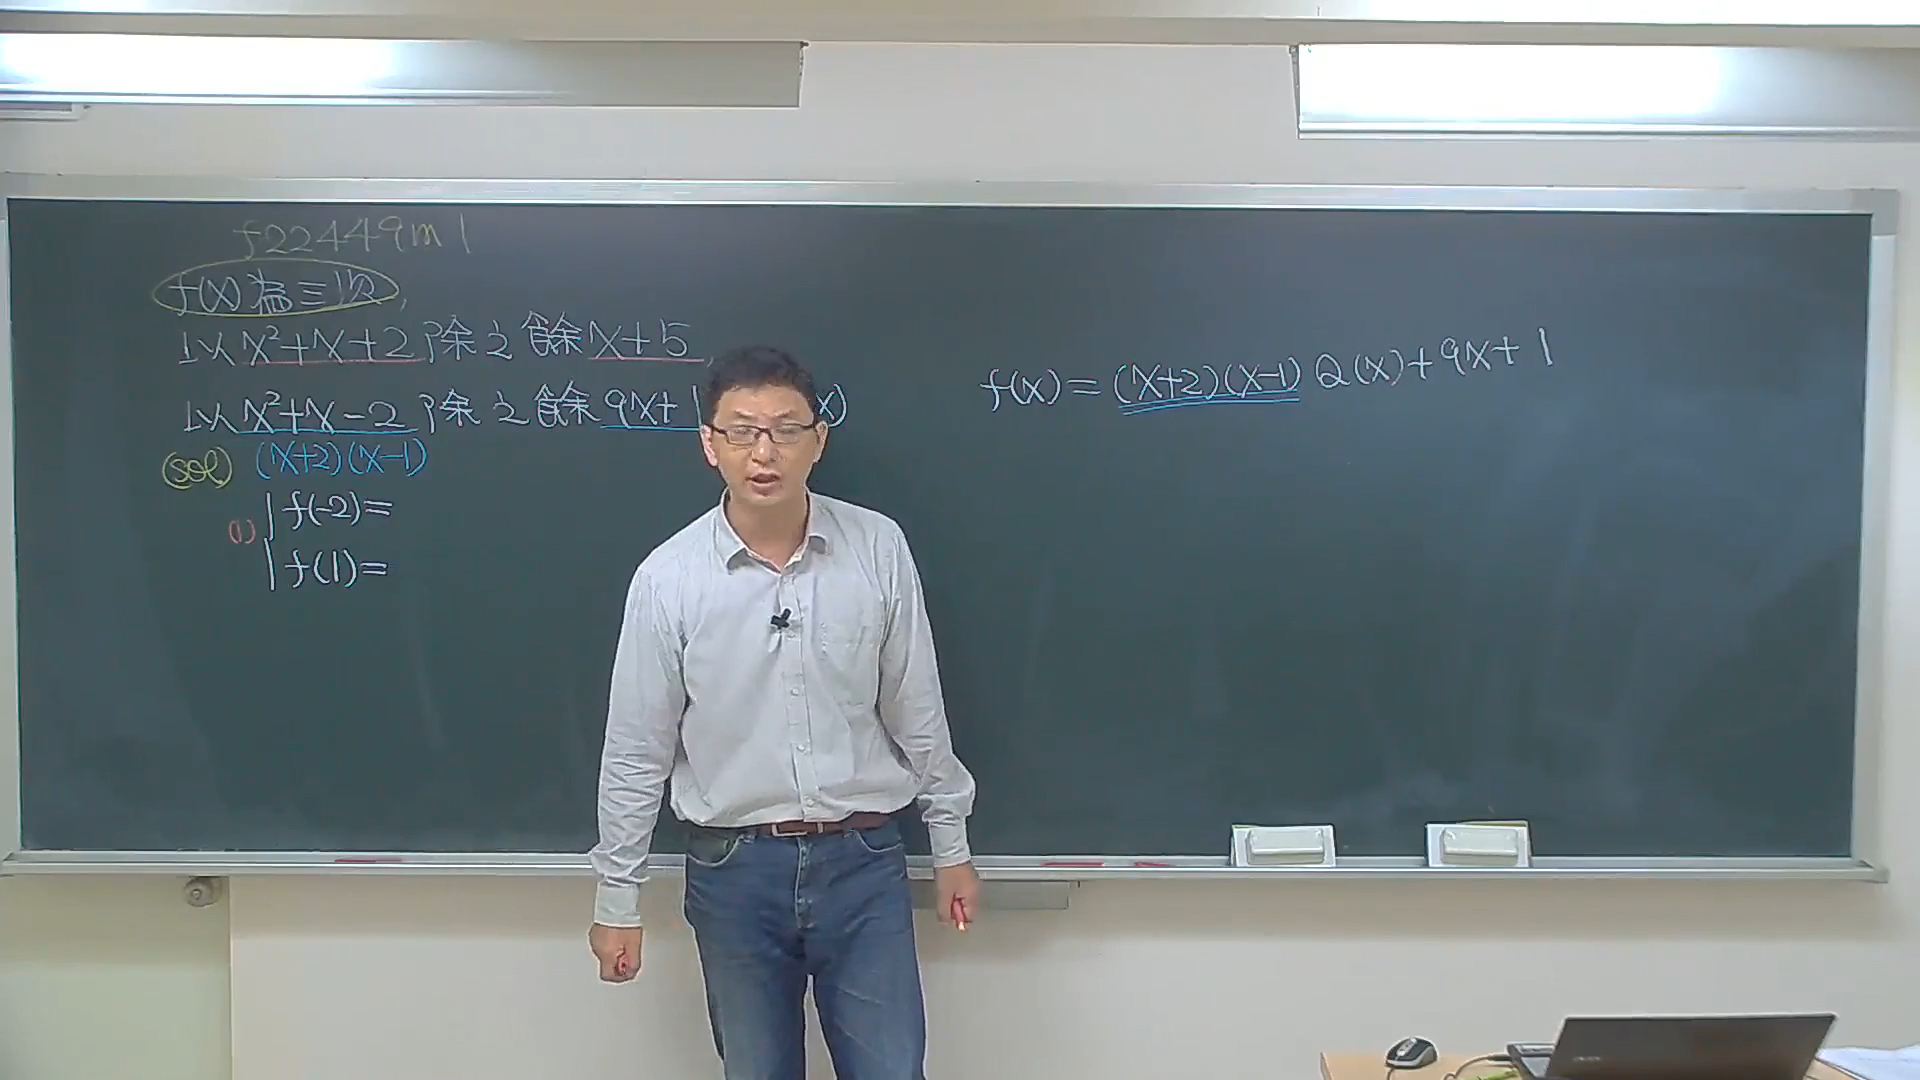 f22449m1
f(x)為三次,
以x²+x+2除之餘x+5,
以x²+x-2除之餘9x+1 x)
(sol) (x+2)(x-1)
(1) f(-2)=
f(1)=
f(x)=(x+2)(x-1)Q(x)+9x+1